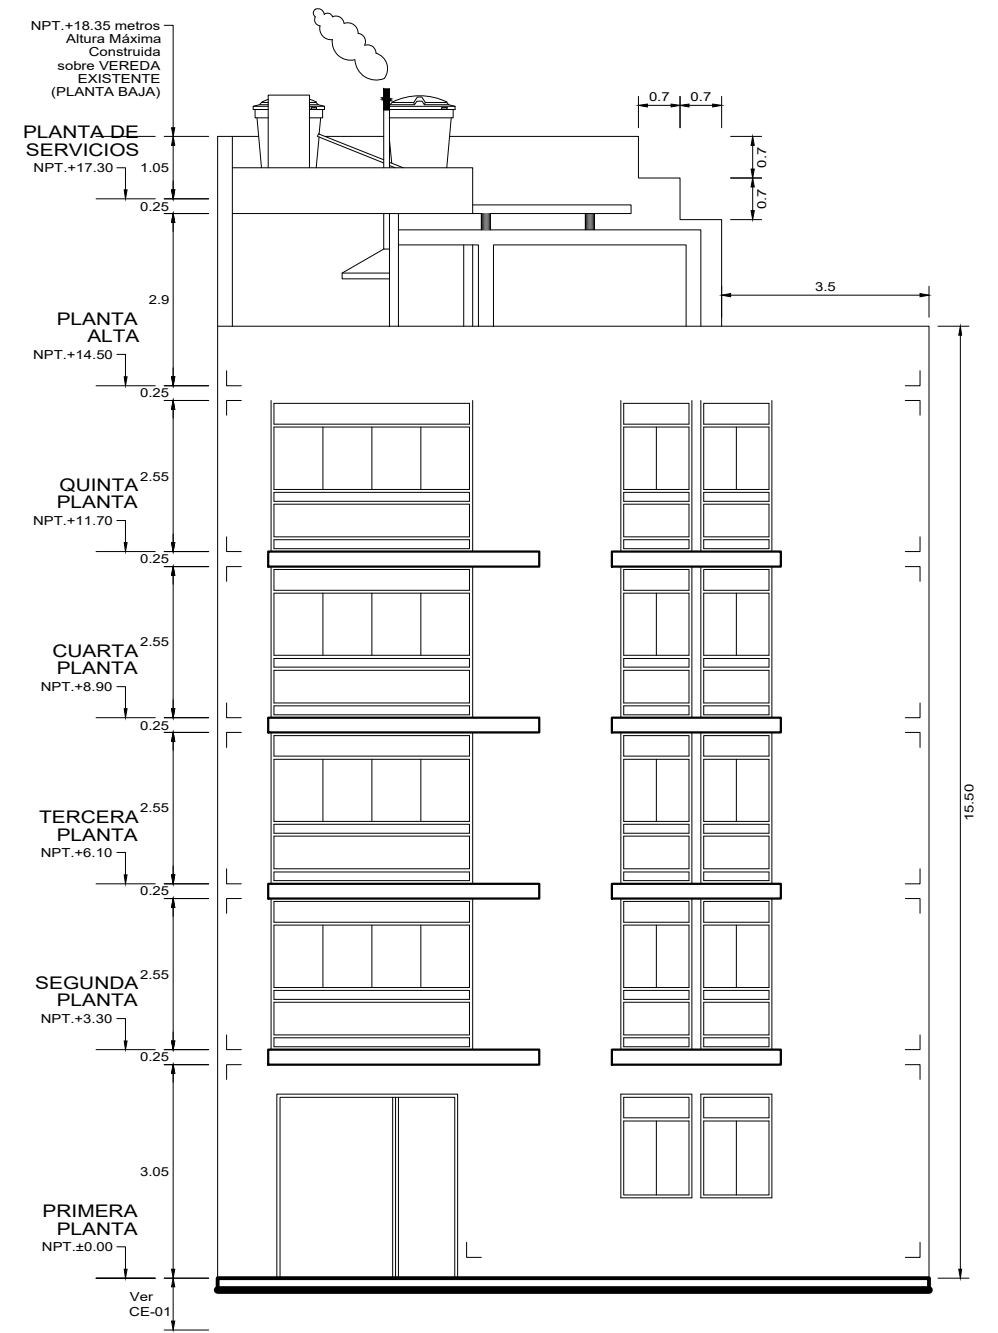 NPT.+18.35 metros
Altura Máxima
Construida
sobre VEREDA
EXISTENTE
(PLANTA BAJA)
0.7
0.7
PLANTA DE
SERVICIOS
NPT.+17.30
1.05
0.7
0.7
0.25
3.5
2.9
PLANTA
ALTA
NPT.+14.50
0.25
QUINTA
PLANTA
2.55
NPT.+11.70
0.25
CUARTA
PLANTA
2.55
NPT.+8.90
0.25
15.50
TERCERA
PLANTA
2.55
NPT.+6.10
0.25
SEGUNDA
PLANTA
2.55
NPT.+3.30
0.25
3.05
PRIMERA
PLANTA
NPT.±0.00
Ver
CE-01